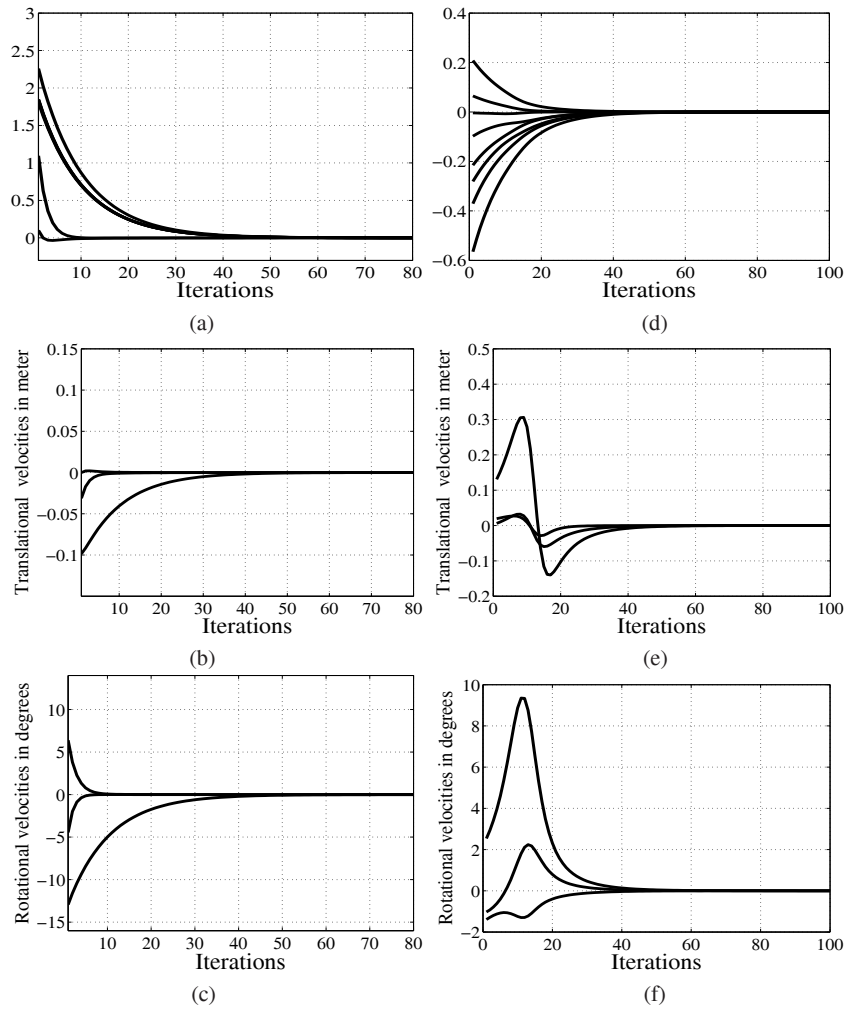 3
2.5
2
1.5
1
0.5
0
10 20 30 40 50 60 70 80
Iterations
(a)
0.4
0.2
0
−0.2
−0.4
−0.6
0 20 40 60 80 100
Iterations
(d)
Translational velocities in meter
0.15
0.1
0.05
0
−0.05
−0.1
10 20 30 40 50 60 70 80
Iterations
(b)
Translational velocities in meter
0.5
0.4
0.3
0.2
0.1
0
−0.1
−0.2
0 20 40 60 80 100
Iterations
(e)
Rotational velocities in degrees
10
5
0
−5
−10
−15
10 20 30 40 50 60 70 80
Iterations
(c)
Rotational velocities in degrees
10
8
6
4
2
0
−2
0 20 40 60 80 100
Iterations
(f)